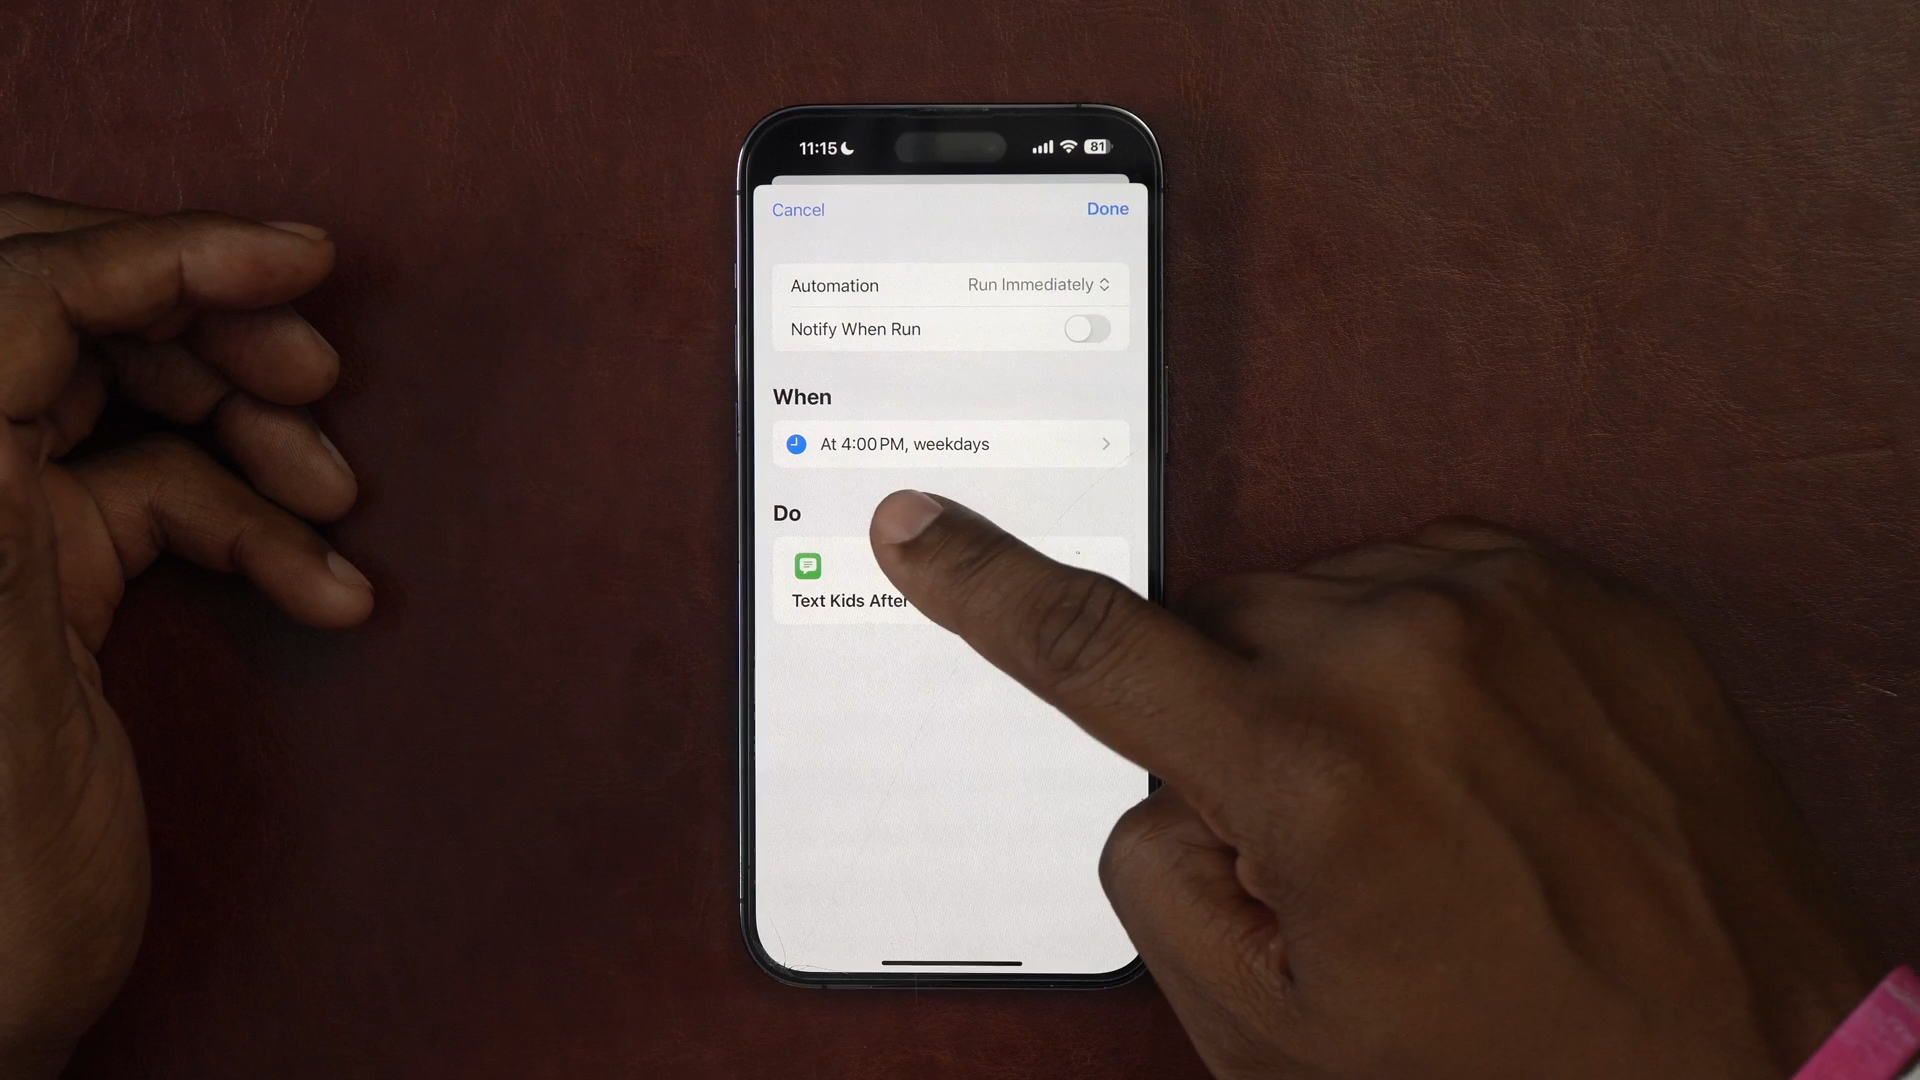 11:15
81
Cancel
Done
Automation
Run Immediately
Notify When Run
When
At 4:00 PM, weekdays
Do
Text Kids After